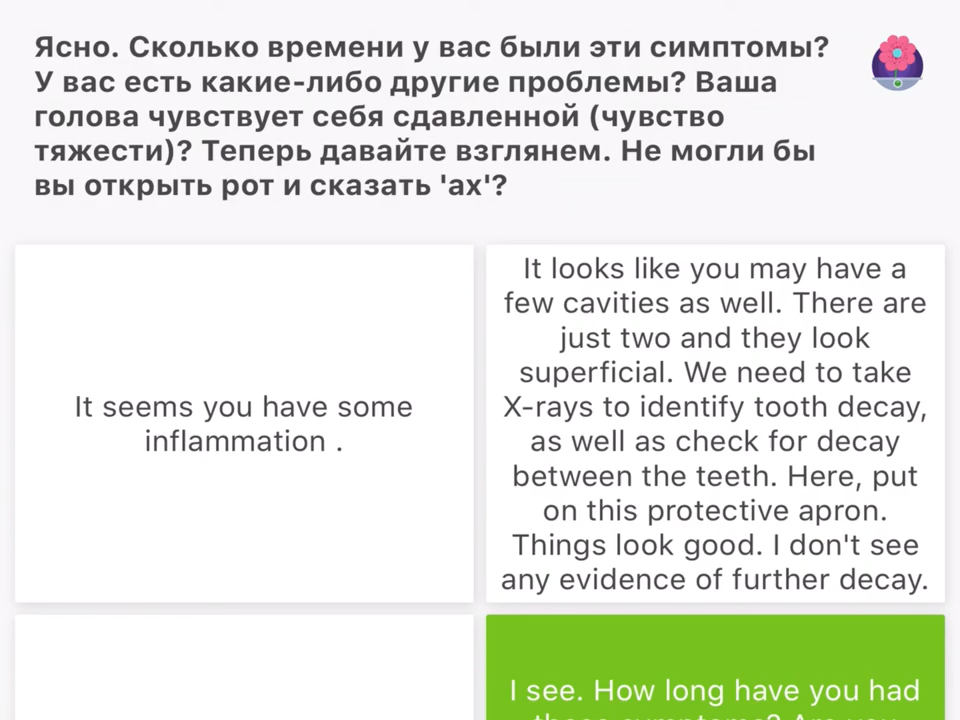 Ясно. Сколько времени у вас были эти симптомы?
У вас есть какие-либо другие проблемы? Ваша
голова чувствует себя сдавленной (чувство
тяжести)? Теперь давайте взглянем. Не могли бы
вы открыть рот и сказать 'ах'?
It seems you have some
inflammation .
It looks like you may have a
few cavities as well. There are
just two and they look
superficial. We need to take
X-rays to identify tooth decay,
as well as check for decay
between the teeth. Here, put
on this protective apron.
Things look good. I don't see
any evidence of further decay.
I see. How long have you had